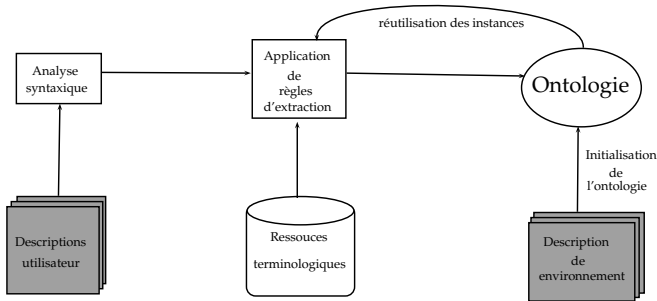 réutilisation des instances
Analyse
syntaxique
Application
de
règles
d'extraction
Ontologie
Initialisation
de
l'ontologie
Descriptions
utilisateur
Ressouces
terminologiques
Description
de
environnement